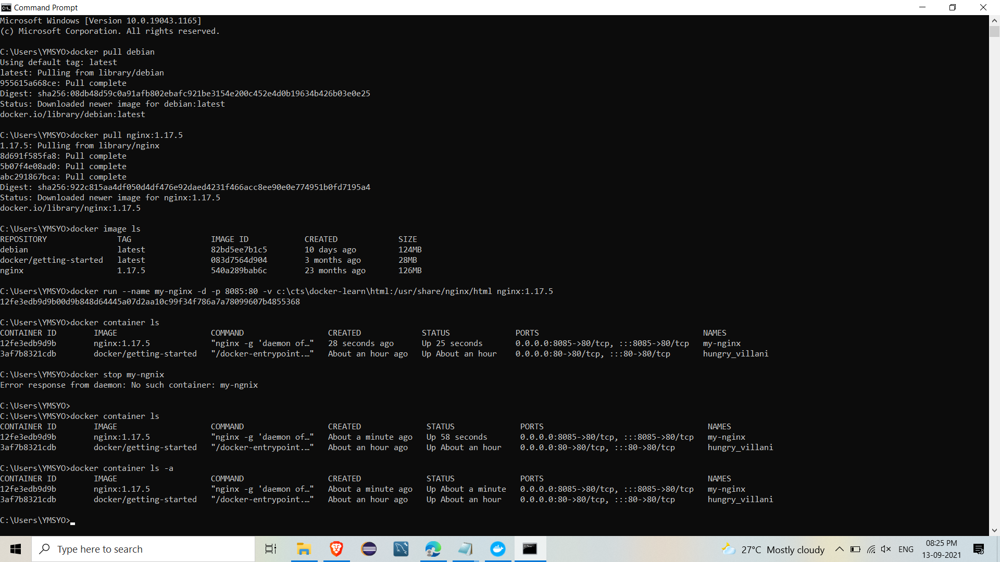 Command Prompt
Microsoft Windows [Version 10.0.19043.1165]
(c) Microsoft Corporation. All rights reserved.
C:\Users\YMSYO>docker pull debian
Using default tag: latest
latest: Pulling from library/debian
955615a668ce: Pull complete
Digest: sha256:08db48d59c0a91afb802ebafc921be3154e200c452e4d0b19634b426b03e0e25
Status: Downloaded newer image for debian:latest
docker.io/library/debian:latest
C:\Users\YMSYO>docker pull nginx:1.17.5
1.17.5: Pulling from library/nginx
8d691f585fa8: Pull complete
5b07f4e08ad0: Pull complete
abc291867bca: Pull complete
Digest: sha256:922c815aa4df050d4df476e92daed4231f466acc8ee90e0e774951b0fd7195a4
Status: Downloaded newer image for nginx:1.17.5
docker.io/library/nginx:1.17.5
C:\Users\YMSYO>docker image ls
REPOSITORY TAG IMAGE ID CREATED SIZE
debian latest 82bd5ee7b1c5 10 days ago 124MB
docker/getting-started latest 083d7564d904 3 months ago 28MB
nginx 1.17.5 540a289bab6c 23 months ago 126MB
C:\Users\YMSYO>docker run --name my-nginx -d -p 8085:80 -v c:\cts\docker-learn\html:/usr/share/nginx/html nginx:1.17.5
12fe3edb9d9b00d9b848d64445a07d2aa10c99f34f786a7a78099607b4855368
C:\Users\YMSYO>docker container ls
CONTAINER ID IMAGE COMMAND CREATED STATUS PORTS NAMES
12fe3edb9d9b nginx:1.17.5 "nginx -g 'daemon of…" 28 seconds ago Up 25 seconds 0.0.0.0:8085->80/tcp, :::8085->80/tcp my-nginx
3af7b8321cdb docker/getting-started "/docker-entrypoint.…" About an hour ago Up About an hour 0.0.0.0:80->80/tcp, :::80->80/tcp hungry_villani
C:\Users\YMSYO>docker stop my-ngnix
Error response from daemon: No such container: my-ngnix
C:\Users\YMSYO>
C:\Users\YMSYO>docker container ls
CONTAINER ID IMAGE COMMAND CREATED STATUS PORTS NAMES
12fe3edb9d9b nginx:1.17.5 "nginx -g 'daemon of…" About a minute ago Up 58 seconds 0.0.0.0:8085->80/tcp, :::8085->80/tcp my-nginx
3af7b8321cdb docker/getting-started "/docker-entrypoint.…" About an hour ago Up About an hour 0.0.0.0:80->80/tcp, :::80->80/tcp hungry_villani
C:\Users\YMSYO>docker container ls -a
CONTAINER ID IMAGE COMMAND CREATED STATUS PORTS NAMES
12fe3edb9d9b nginx:1.17.5 "nginx -g 'daemon of…" About a minute ago Up About a minute 0.0.0.0:8085->80/tcp, :::8085->80/tcp my-nginx
3af7b8321cdb docker/getting-started "/docker-entrypoint.…" About an hour ago Up About an hour 0.0.0.0:80->80/tcp, :::80->80/tcp hungry_villani
C:\Users\YMSYO>
Type here to search
27°C Mostly cloudy
ENG
08:25 PM
13-09-2021